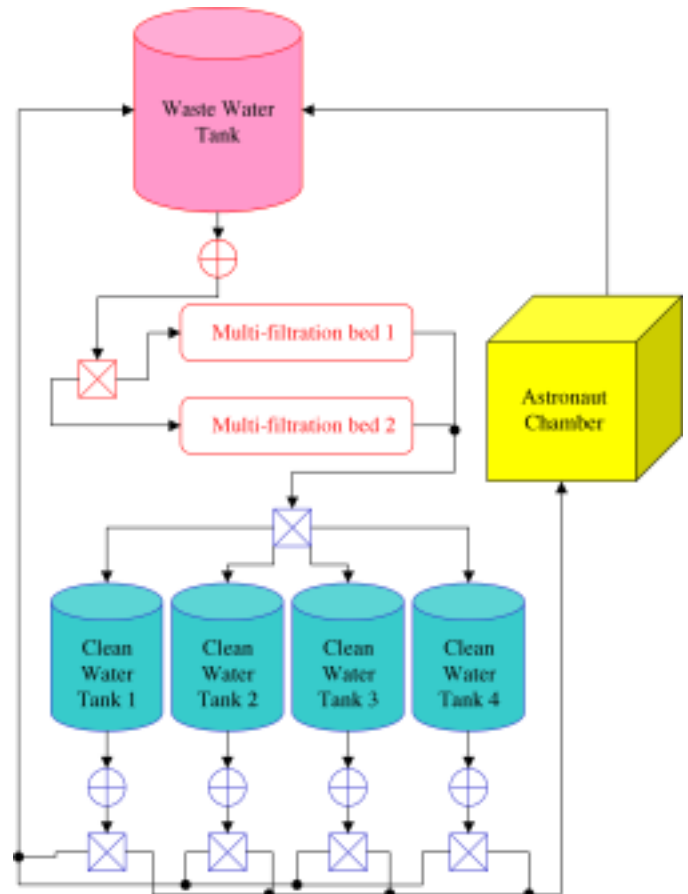 Waste Water
Tank
Multi-filtration bed 1
Multi-filtration bed 2
Astronaut
Chamber
Clean
Water
Tank 1
Clean
Water
Tank 2
Clean
Water
Tank 3
Clean
Water
Tank 4